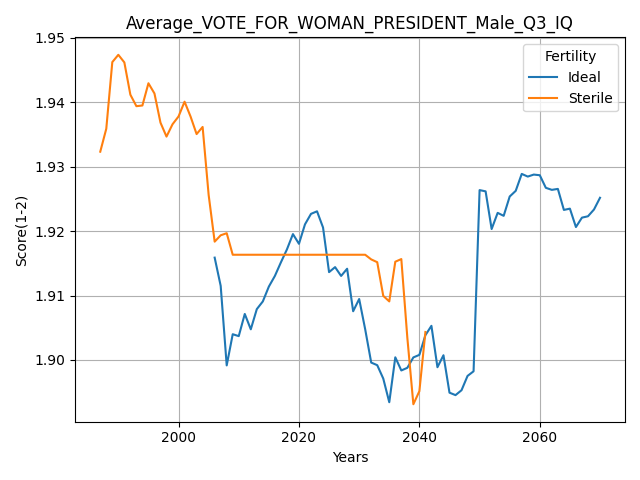 Average_VOTE_FOR_WOMAN_PRESIDENT_Male_Q3_IQ
Fertility
Ideal
Sterile
Score(1-2)
1.95
1.94
1.93
1.92
1.91
1.90
2000
2020
2040
2060
Years